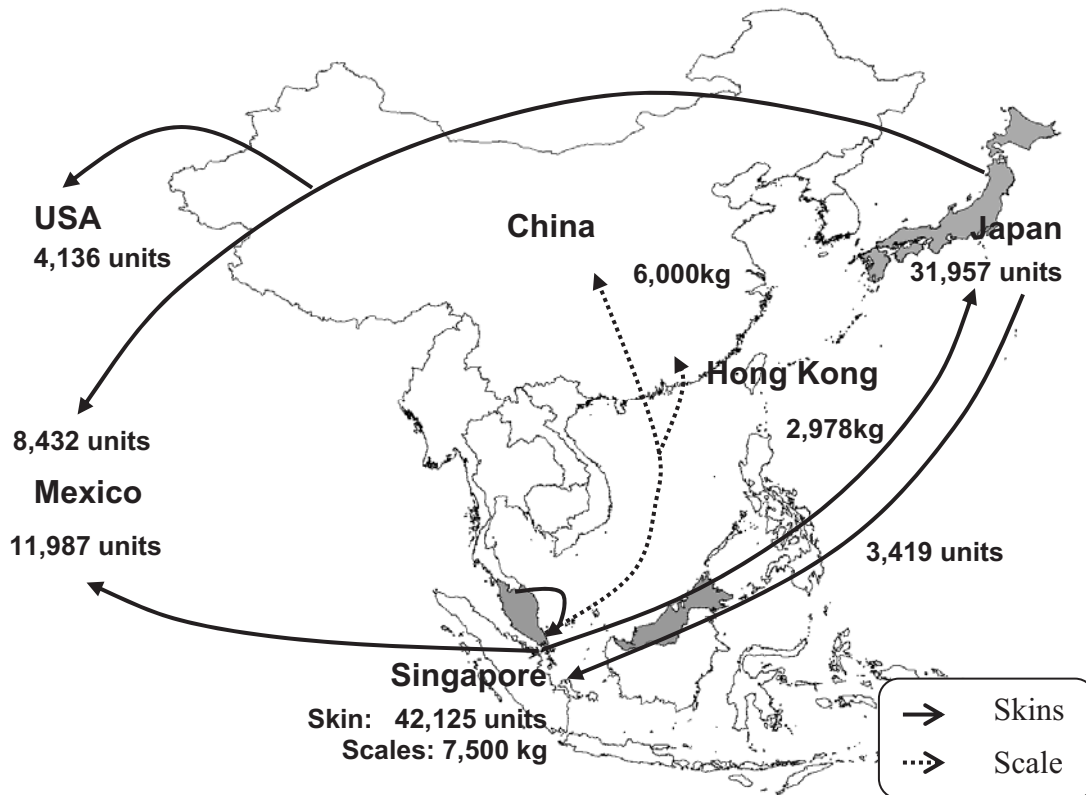 USA
4,136 units
China
6,000kg
Japan
31,957 units
Hong Kong
2,978kg
8,432 units
Mexico
11,987 units
3,419 units
Singapore
Skin: 42,125 units
Scales: 7,500 kg
Skins
Scale